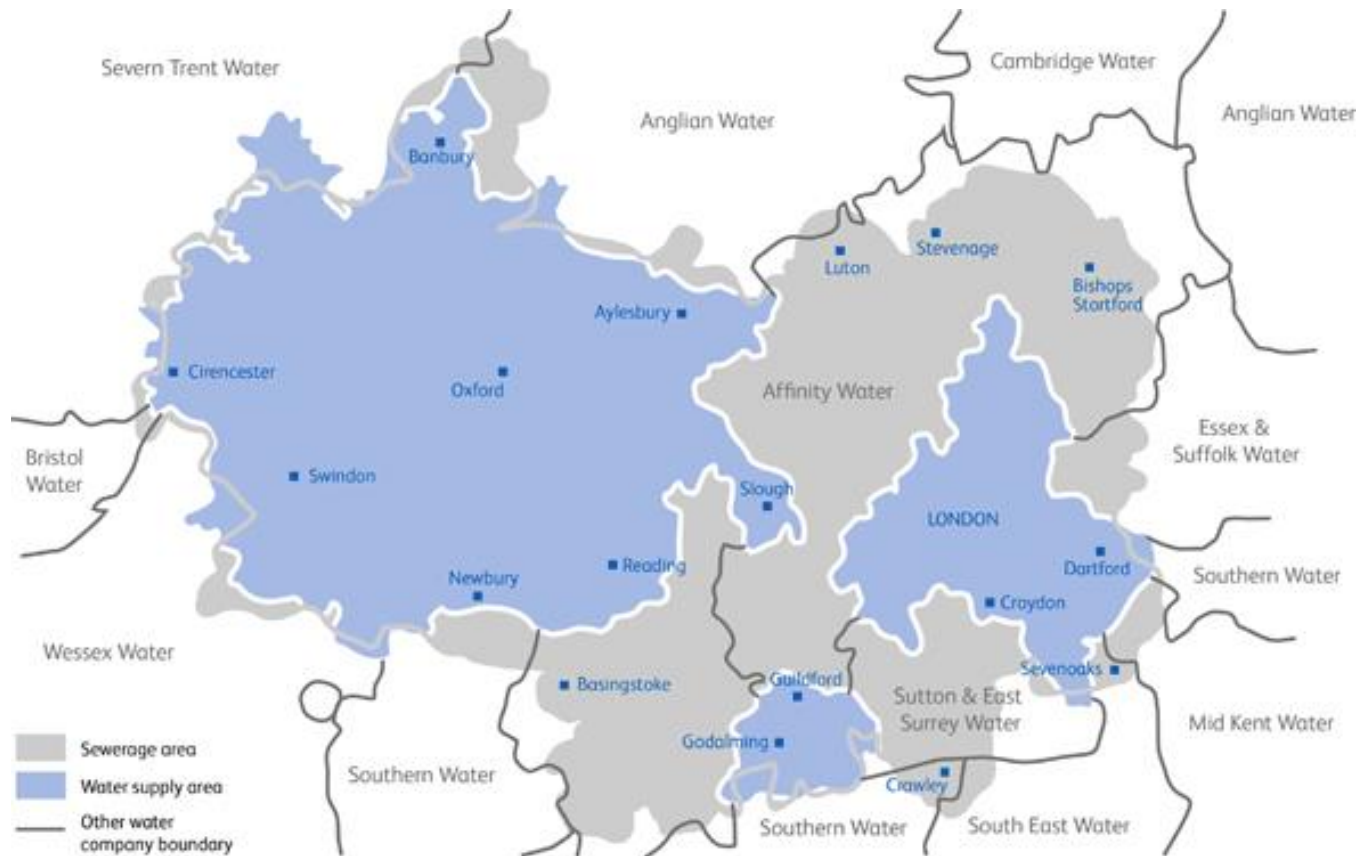 Severn Trent Water
Cambridge Water
Anglian Water
Anglian Water
Banbury
Luton
Stevenage
Bishops
Stortford
Aylesbury
Cirencester
Oxford
Affinity Water
Bristol
Water
Essex &
Suffolk Water
Swindon
Slough
LONDON
Dartford
Reading
Newbury
Croydon
Southern Water
Wessex Water
Basingstoke
Guildford
Sevenoaks
Sutton & East
Surrey Water
Mid Kent Water
Godalming
Southern Water
Crawley
Southern Water
South East Water
Sewerage area
Water supply area
Other water
company boundary